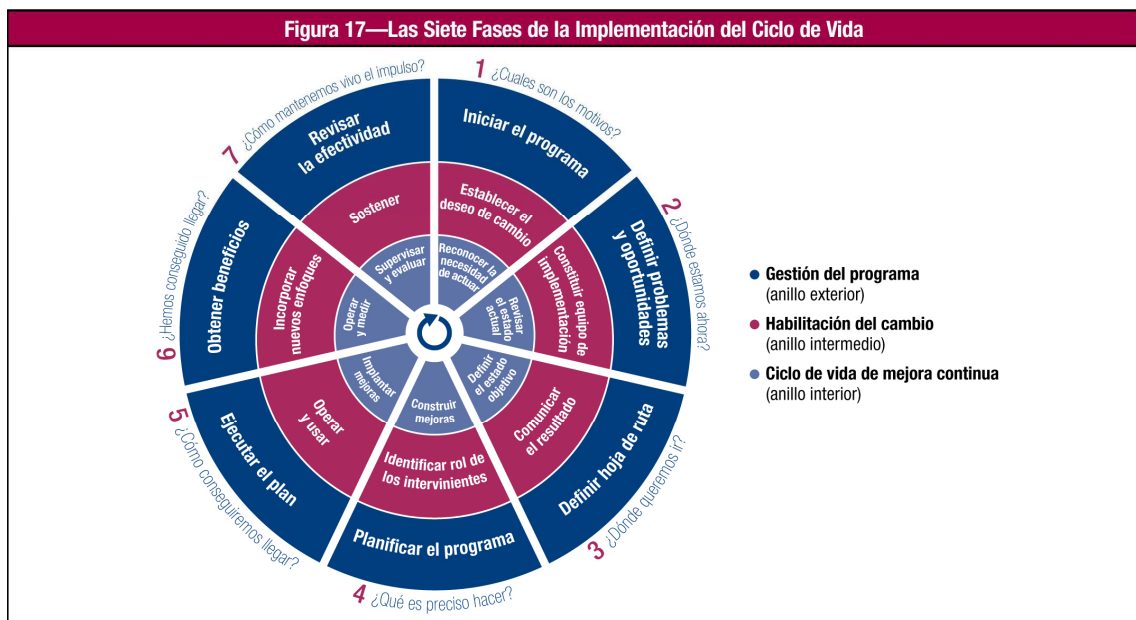 Figura 17—Las Siete Fases de la Implementación del Ciclo de Vida
1 ¿Cuales son los motivos?
Iniciar el programa
Establecer el
deseo de cambio
Reconocer la
necesidad
de actuar
2 ¿Dónde estamos ahora?
Definir problemas
y oportunidades
Constituir equipo de
implementación
Revisar
el estado
actual
3 ¿Dónde queremos ir?
Definir hoja de ruta
Comunicar
el resultado
Definir
el estado
objetivo
4 ¿Qué es preciso hacer?
Planificar el programa
Identificar rol de
los intervinientes
Construir
mejoras
5 ¿Cómo conseguiremos llegar?
Ejecutar el plan
Operar
y usar
Implantar
mejoras
6 ¿Hemos conseguido llegar?
Obtener beneficios
Incorporar
nuevos enfoques
Operar
y medir
7 ¿Cómo mantenemos vivo el impulso?
Revisar
la efectividad
Sostener
Supervisar
y evaluar
Gestión del programa
(anillo exterior)
Habilitación del cambio
(anillo intermedio)
Ciclo de vida de mejora continua
(anillo interior)